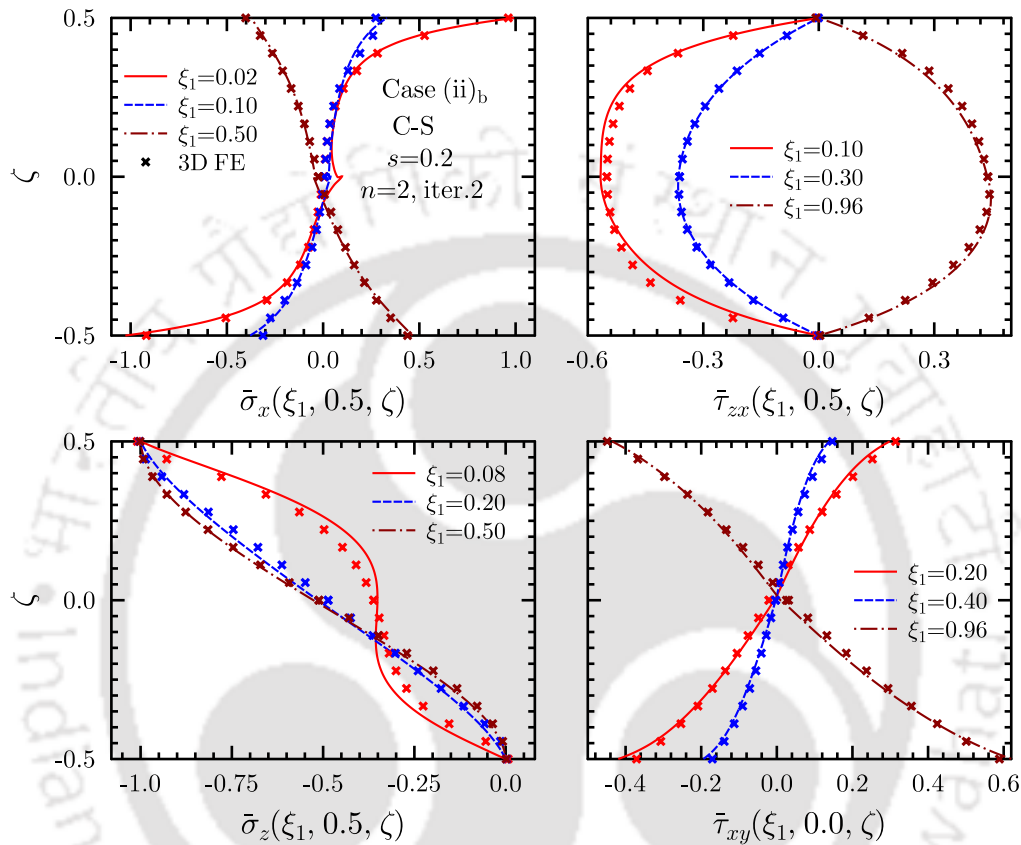 0.5
0.0
-0.5
ζ
ξ₁=0.02
ξ₁=0.10
ξ₁=0.50
3D FE
Case (ii)_b
C-S
s=0.2
n=2, iter.2
-1.0 -0.5 0.0 0.5 1.0
σ̄ₓ(ξ₁, 0.5, ζ)
ξ₁=0.10
ξ₁=0.30
ξ₁=0.96
-0.6 -0.3 0.0 0.3
τ̄_zx(ξ₁, 0.5, ζ)
0.5
0.0
-0.5
ζ
ξ₁=0.08
ξ₁=0.20
ξ₁=0.50
-1.0 -0.75 -0.5 -0.25 0.0
σ̄_z(ξ₁, 0.5, ζ)
ξ₁=0.20
ξ₁=0.40
ξ₁=0.96
-0.4 -0.2 0.0 0.2 0.4 0.6
τ̄_xy(ξ₁, 0.0, ζ)
Indian